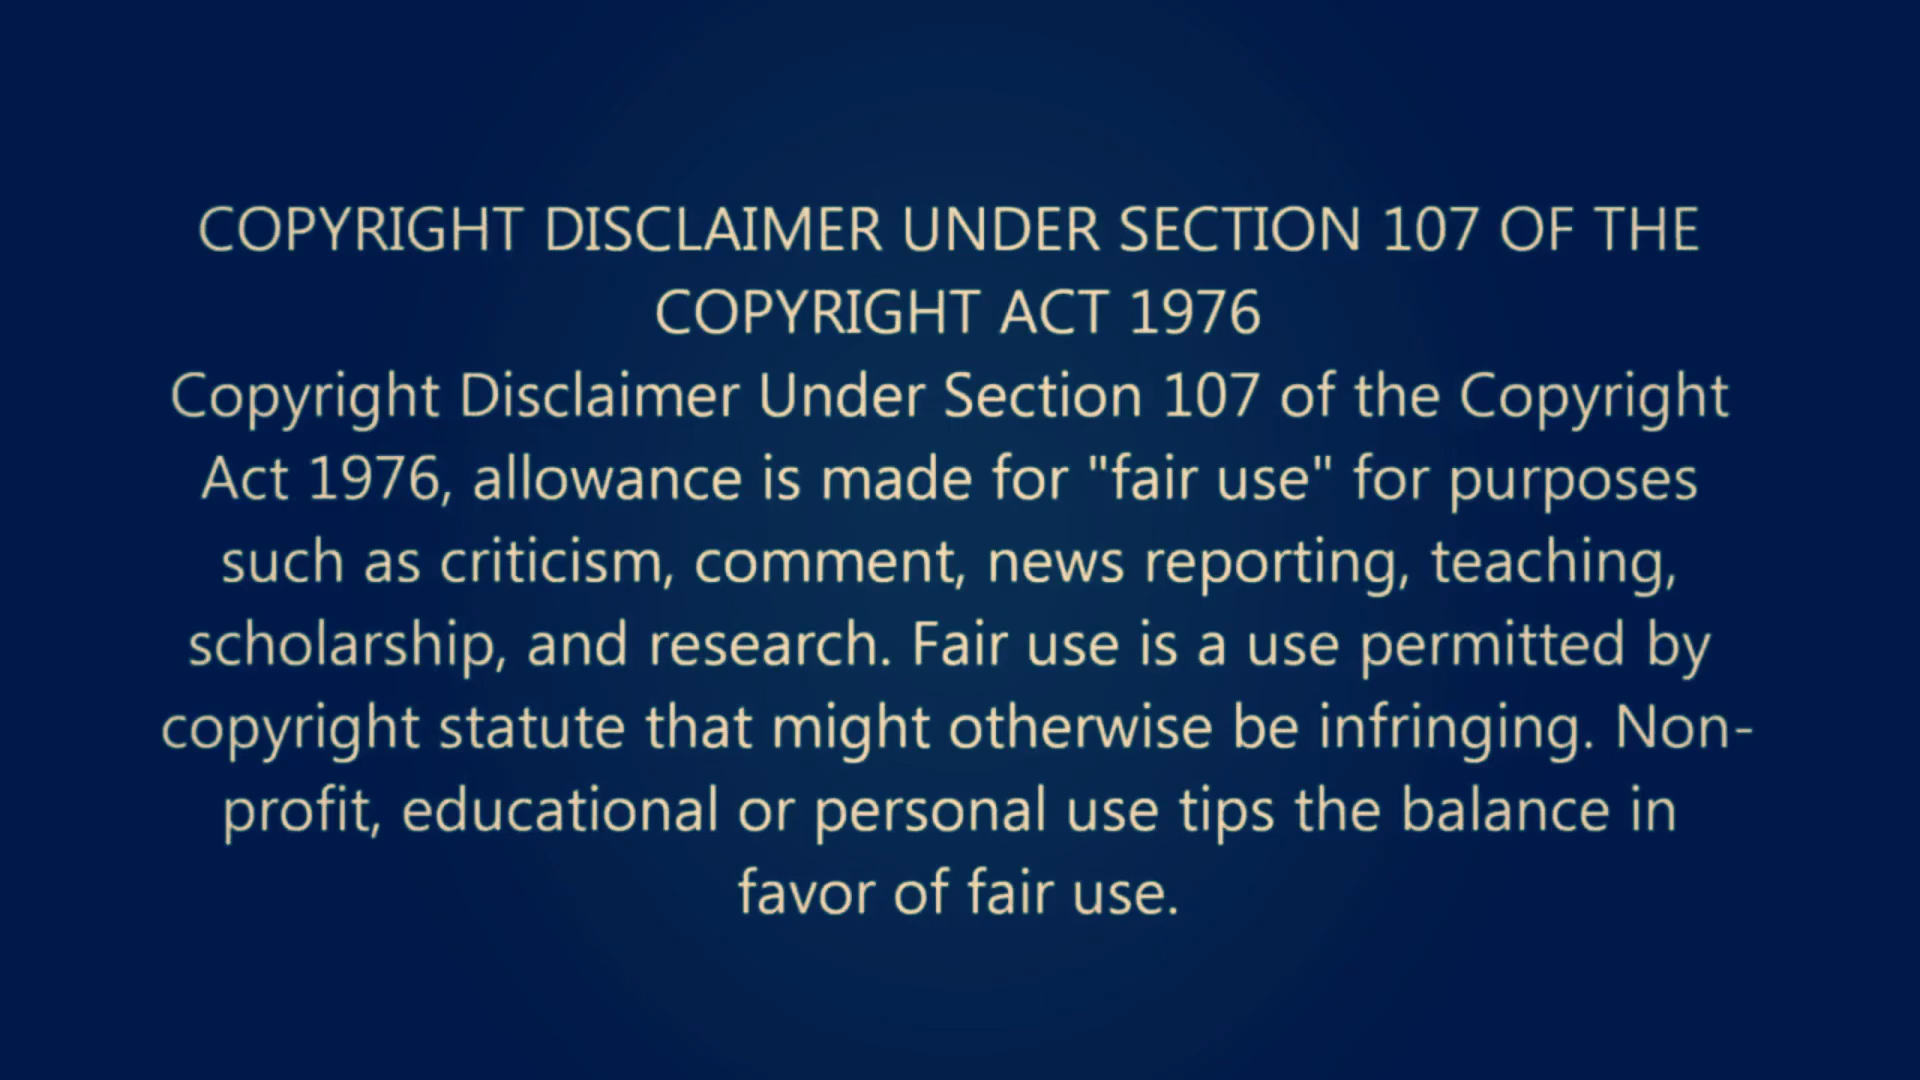 COPYRIGHT DISCLAIMER UNDER SECTION 107 OF THE
COPYRIGHT ACT 1976
Copyright Disclaimer Under Section 107 of the Copyright
Act 1976, allowance is made for "fair use" for purposes
such as criticism, comment, news reporting, teaching,
scholarship, and research. Fair use is a use permitted by
copyright statute that might otherwise be infringing. Non-
profit, educational or personal use tips the balance in
favor of fair use.